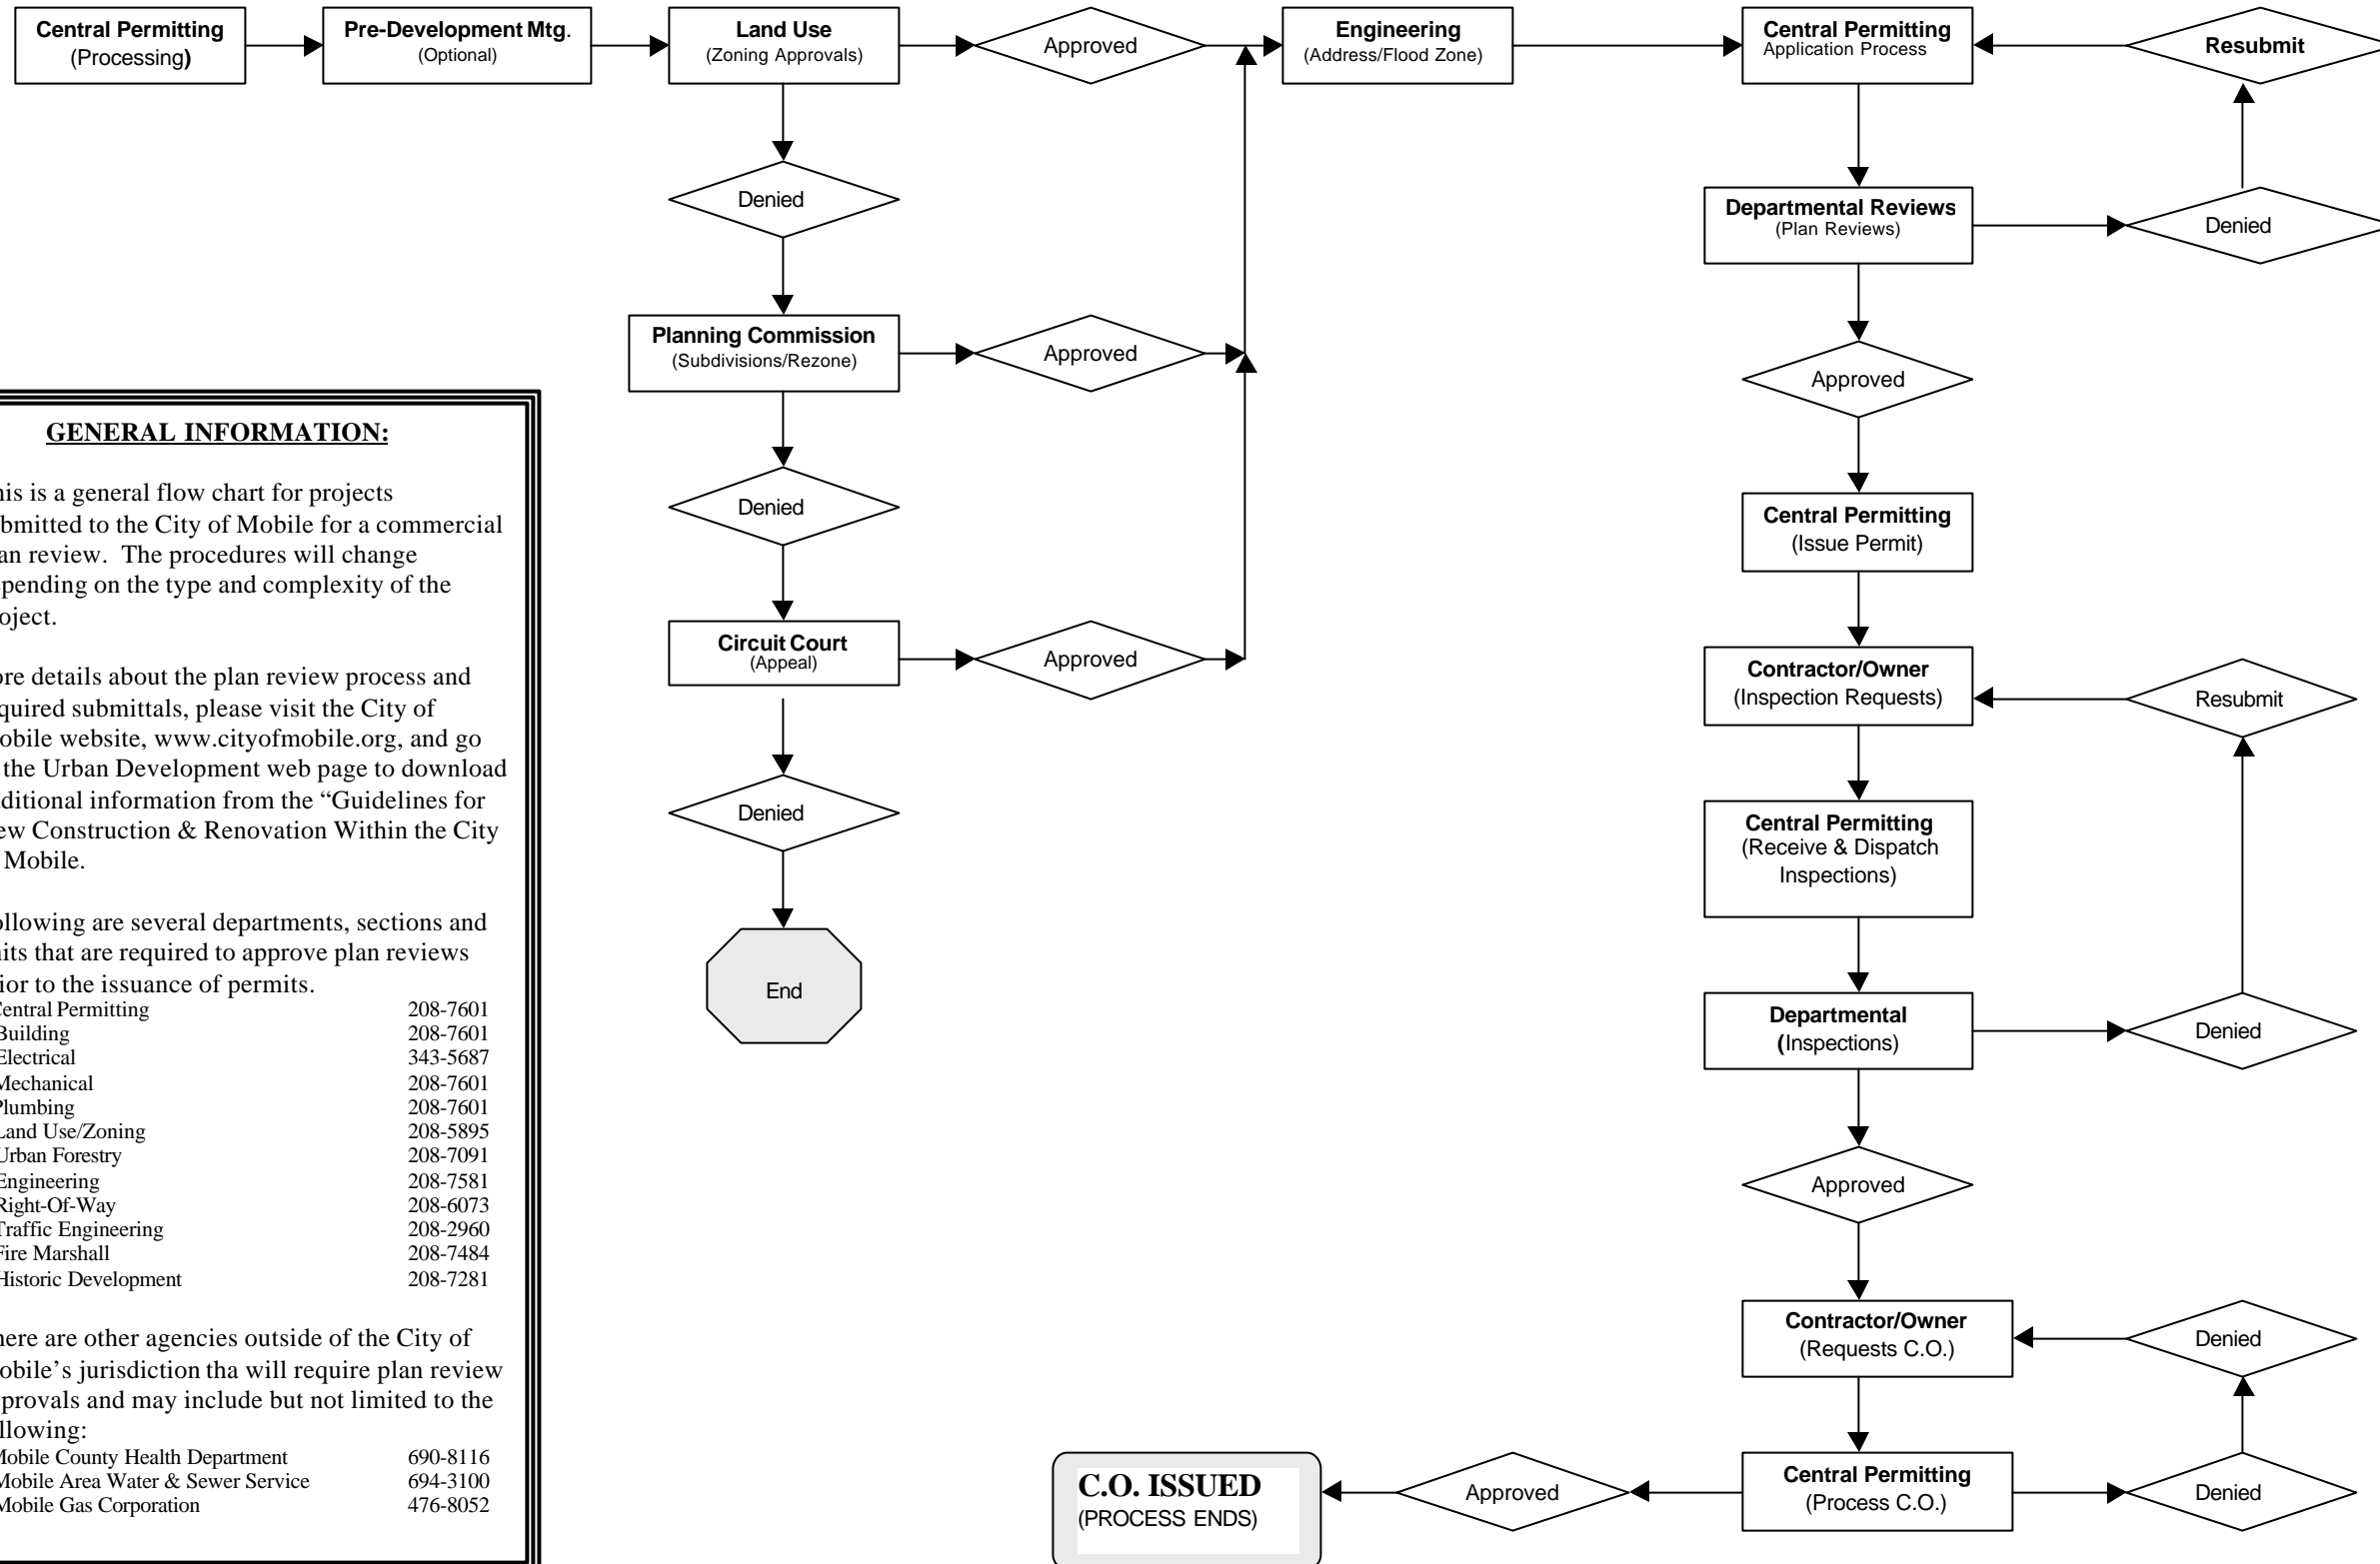 Central Permitting
(Processing)
Pre-Development Mtg.
(Optional)
Land Use
(Zoning Approvals)
Approved
Engineering
(Address/Flood Zone)
Central Permitting
Application Process
Resubmit
Denied
Departmental Reviews
(Plan Reviews)
Denied
Planning Commission
(Subdivisions/Rezone)
Approved
Approved
Denied
Central Permitting
(Issue Permit)
Circuit Court
(Appeal)
Approved
Contractor/Owner
(Inspection Requests)
Resubmit
Denied
Central Permitting
(Receive & Dispatch
Inspections)
End
Departmental
(Inspections)
Denied
Approved
Contractor/Owner
(Requests C.O.)
Denied
Central Permitting
(Process C.O.)
Denied
Approved
C.O. ISSUED
(PROCESS ENDS)
GENERAL INFORMATION:
his is a general flow chart for projects
bmitted to the City of Mobile for a commercial
an review. The procedures will change
pending on the type and complexity of the
oject.
ore details about the plan review process and
quired submittals, please visit the City of
obile website, www.cityofmobile.org, and go
the Urban Development web page to download
ditional information from the “Guidelines for
ew Construction & Renovation Within the City
Mobile.
ollowing are several departments, sections and
its that are required to approve plan reviews
ior to the issuance of permits.
Central Permitting 208-7601
Building 208-7601
Electrical 343-5687
Mechanical 208-7601
Plumbing 208-7601
Land Use/Zoning 208-5895
Urban Forestry 208-7091
Engineering 208-7581
Right-Of-Way 208-6073
Traffic Engineering 208-2960
Fire Marshall 208-7484
Historic Development 208-7281
here are other agencies outside of the City of
obile’s jurisdiction tha will require plan review
provals and may include but not limited to the
llowing:
Mobile County Health Department 690-8116
Mobile Area Water & Sewer Service 694-3100
Mobile Gas Corporation 476-8052